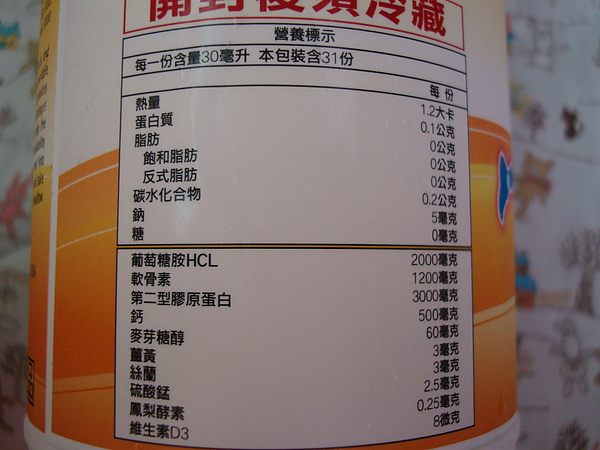 開封後須冷藏
營養標示
每一份含量30毫升 本包裝含31份
每 份
熱量 1.2大卡
蛋白質 0.1公克
脂肪 0公克
飽和脂肪 0公克
反式脂肪 0公克
碳水化合物 0.2公克
鈉 5毫克
糖 0毫克
葡萄糖胺HCL 2000毫克
軟骨素 1200毫克
第二型膠原蛋白 3000毫克
鈣 500毫克
麥芽糖醇 60毫克
薑黃 3毫克
絲蘭 3毫克
硫酸錳 2.5毫克
鳳梨酵素 0.25毫克
維生素D3 8微克